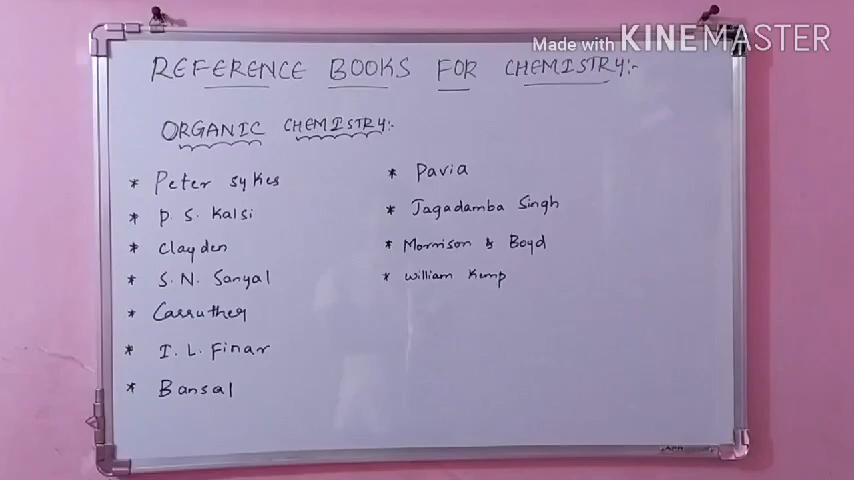 Made with KINEMASTER
REFERENCE BOOKS FOR CHEMISTRY:-
ORGANIC CHEMISTRY:-
* Peter Sykes
* P. S. Kalsi
* Clayden
* S. N. Sanyal
* Carruther
* I. L. Finar
* Bansal
* Pavia
* Jagadamba Singh
* Morrison & Boyd
* William Kemp